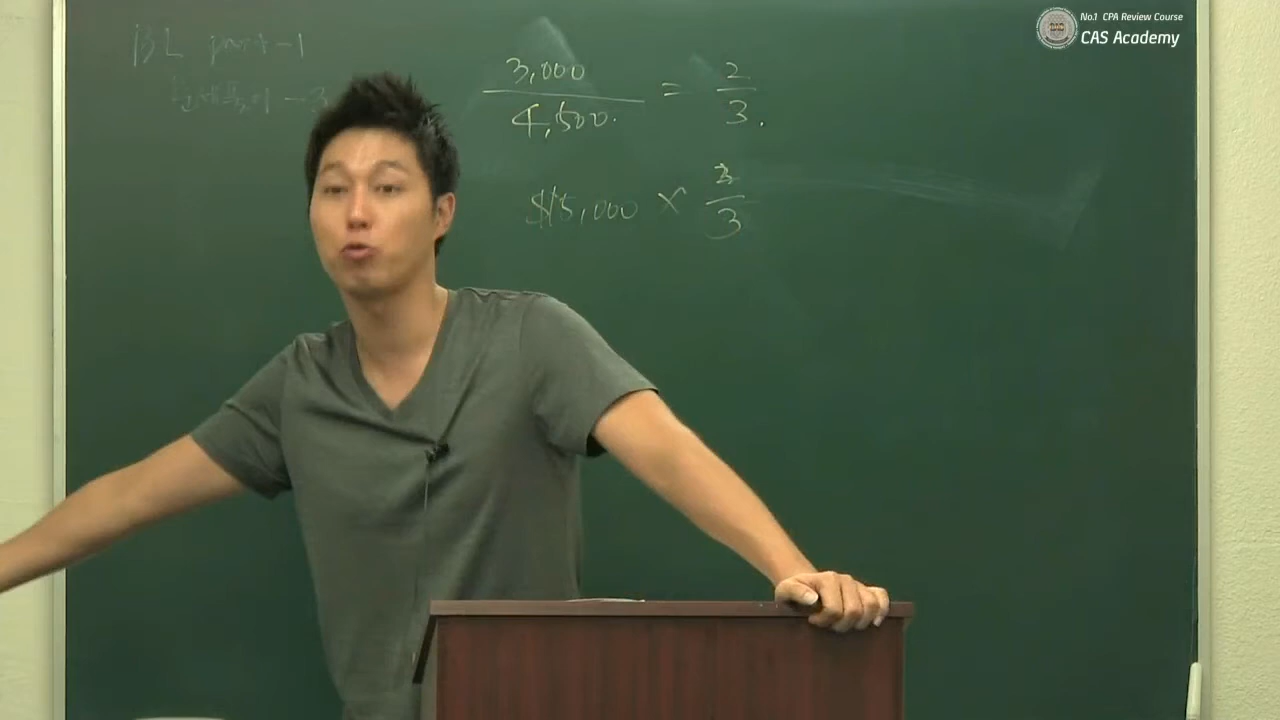 No.1 CPA Review Course
CAS Academy
BL part-1
-3
3,000
4,500.
=
2
3.
$15,000 ×
3